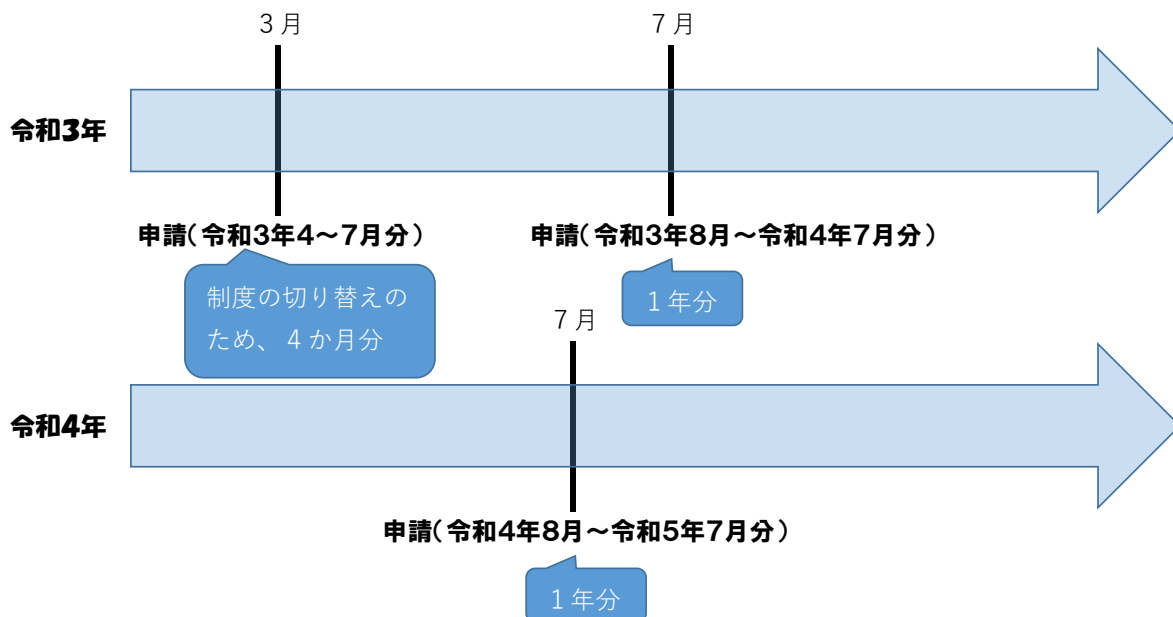 3月
7月
令和3年
申請(令和3年4～7月分)
申請(令和3年8月～令和4年7月分)
制度の切り替えの
ため、4か月分
1年分
7月
令和4年
申請(令和4年8月～令和5年7月分)
1年分